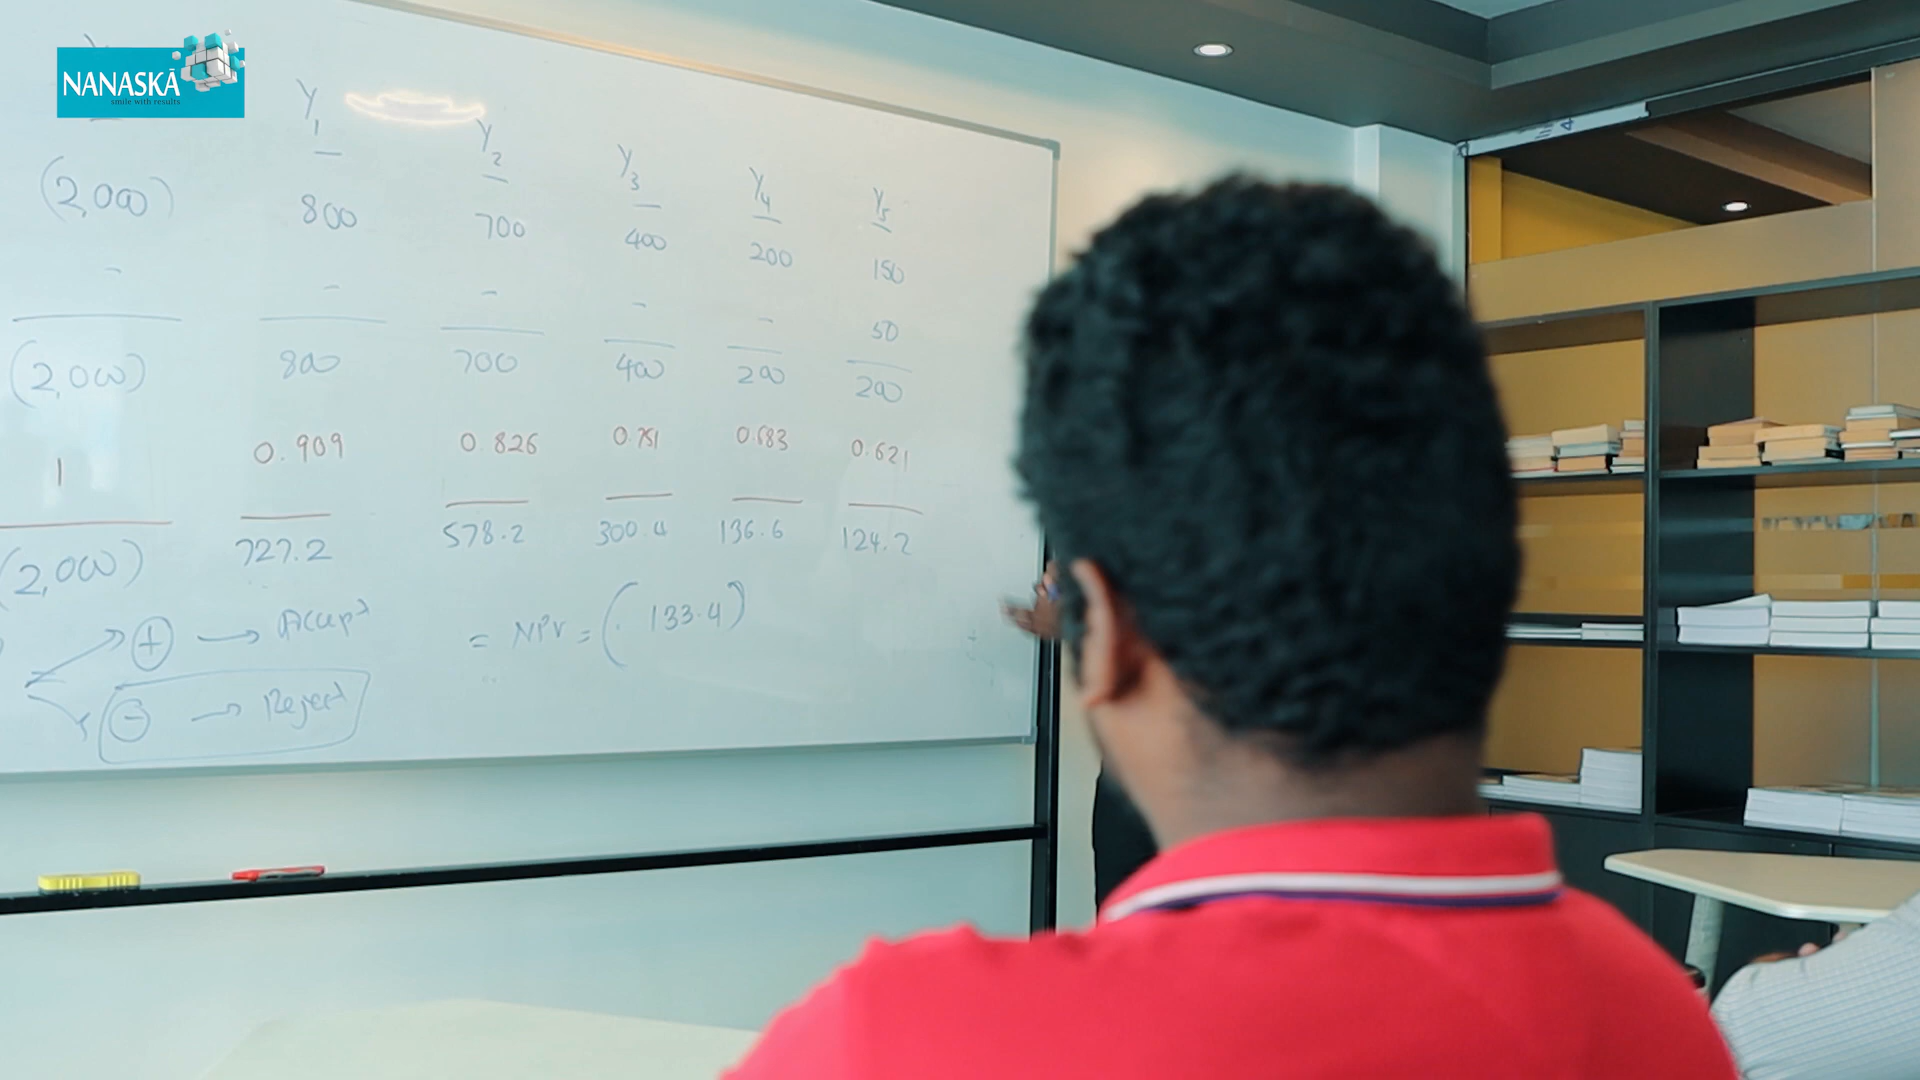 NANASKĀ
smile with results
Y1 Y2 Y3 Y4 Y5
(2,000) 800 700 400 200 150
- - - - - 50
(2,000) 800 700 400 200 200
1 0.909 0.826 0.751 0.683 0.621
(2,000) 727.2 578.2 300.4 136.6 124.2
+ → Accept = NPV = (133.4)
- → Reject